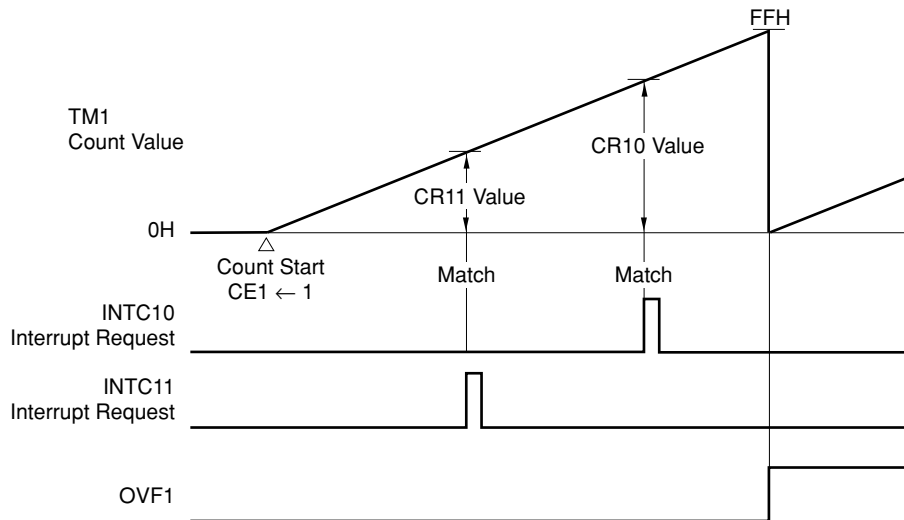 FFH
TM1
Count Value
CR10 Value
CR11 Value
0H
Count Start
CE1 ← 1
Match
Match
INTC10
Interrupt Request
INTC11
Interrupt Request
OVF1